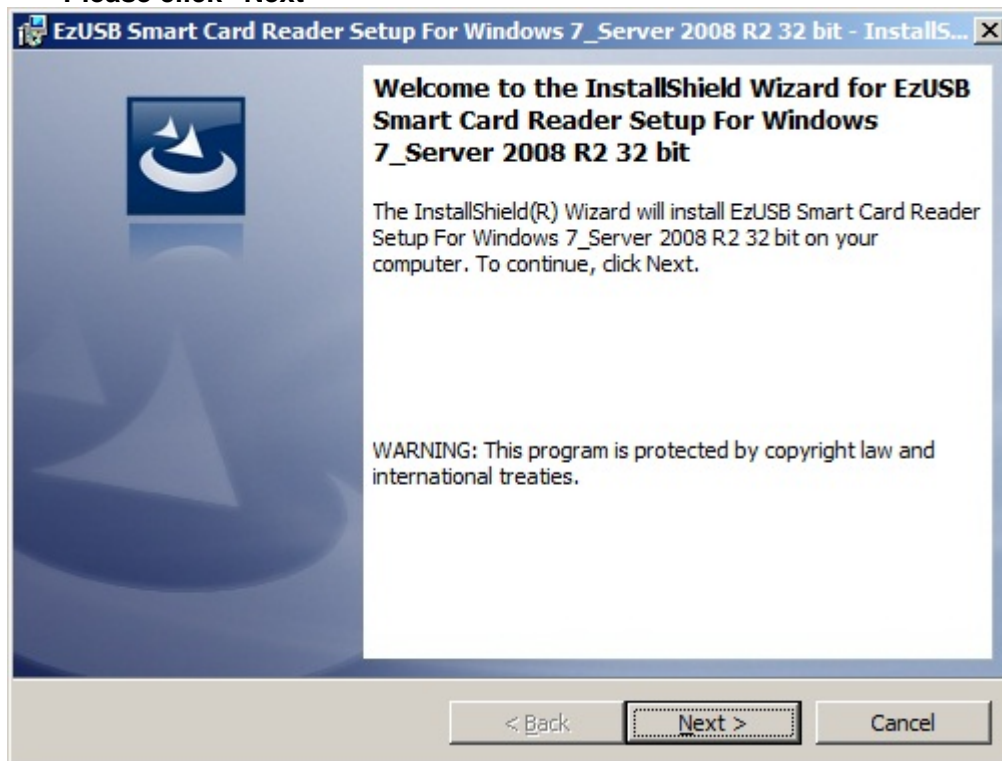 Please click "Next"
EzUSB Smart Card Reader Setup For Windows 7_Server 2008 R2 32 bit - InstallS...
Welcome to the InstallShield Wizard for EzUSB
Smart Card Reader Setup For Windows
7_Server 2008 R2 32 bit
The InstallShield(R) Wizard will install EzUSB Smart Card Reader
Setup For Windows 7_Server 2008 R2 32 bit on your
computer. To continue, click Next.
WARNING: This program is protected by copyright law and
international treaties.
< Back
Next >
Cancel